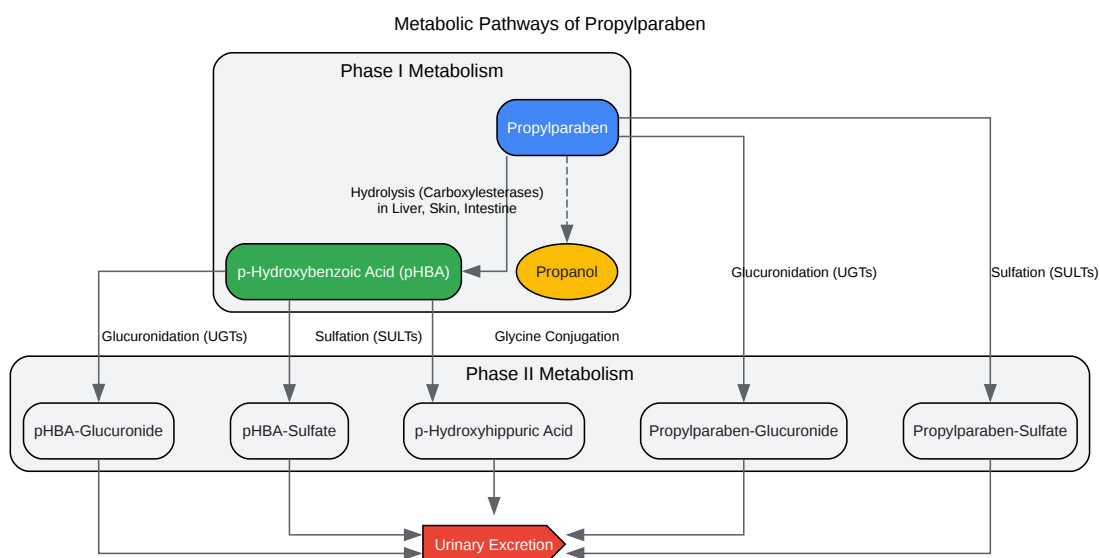 Metabolic Pathways of Propylparaben
Phase I Metabolism
Propylparaben
Hydrolysis (Carboxylesterases)
in Liver, Skin, Intestine
p-Hydroxybenzoic Acid (pHBA)
Propanol
Glucuronidation (UGTs)
Sulfation (SULTs)
Glucuronidation (UGTs)
Sulfation (SULTs)
Glycine Conjugation
Phase II Metabolism
pHBA-Glucuronide
pHBA-Sulfate
p-Hydroxyhippuric Acid
Propylparaben-Glucuronide
Propylparaben-Sulfate
Urinary Excretion